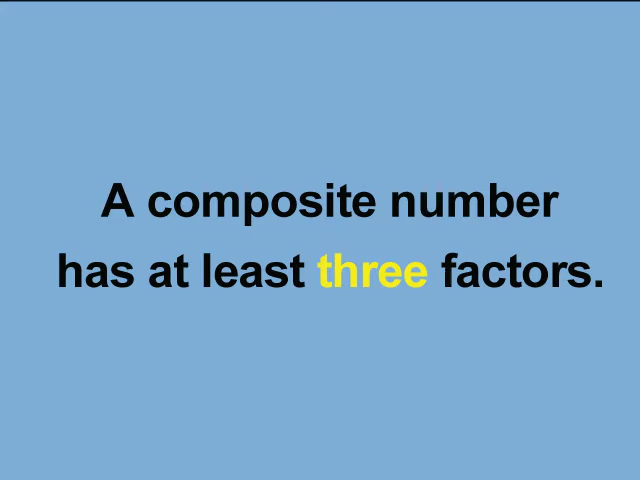 A composite number
has at least three factors.